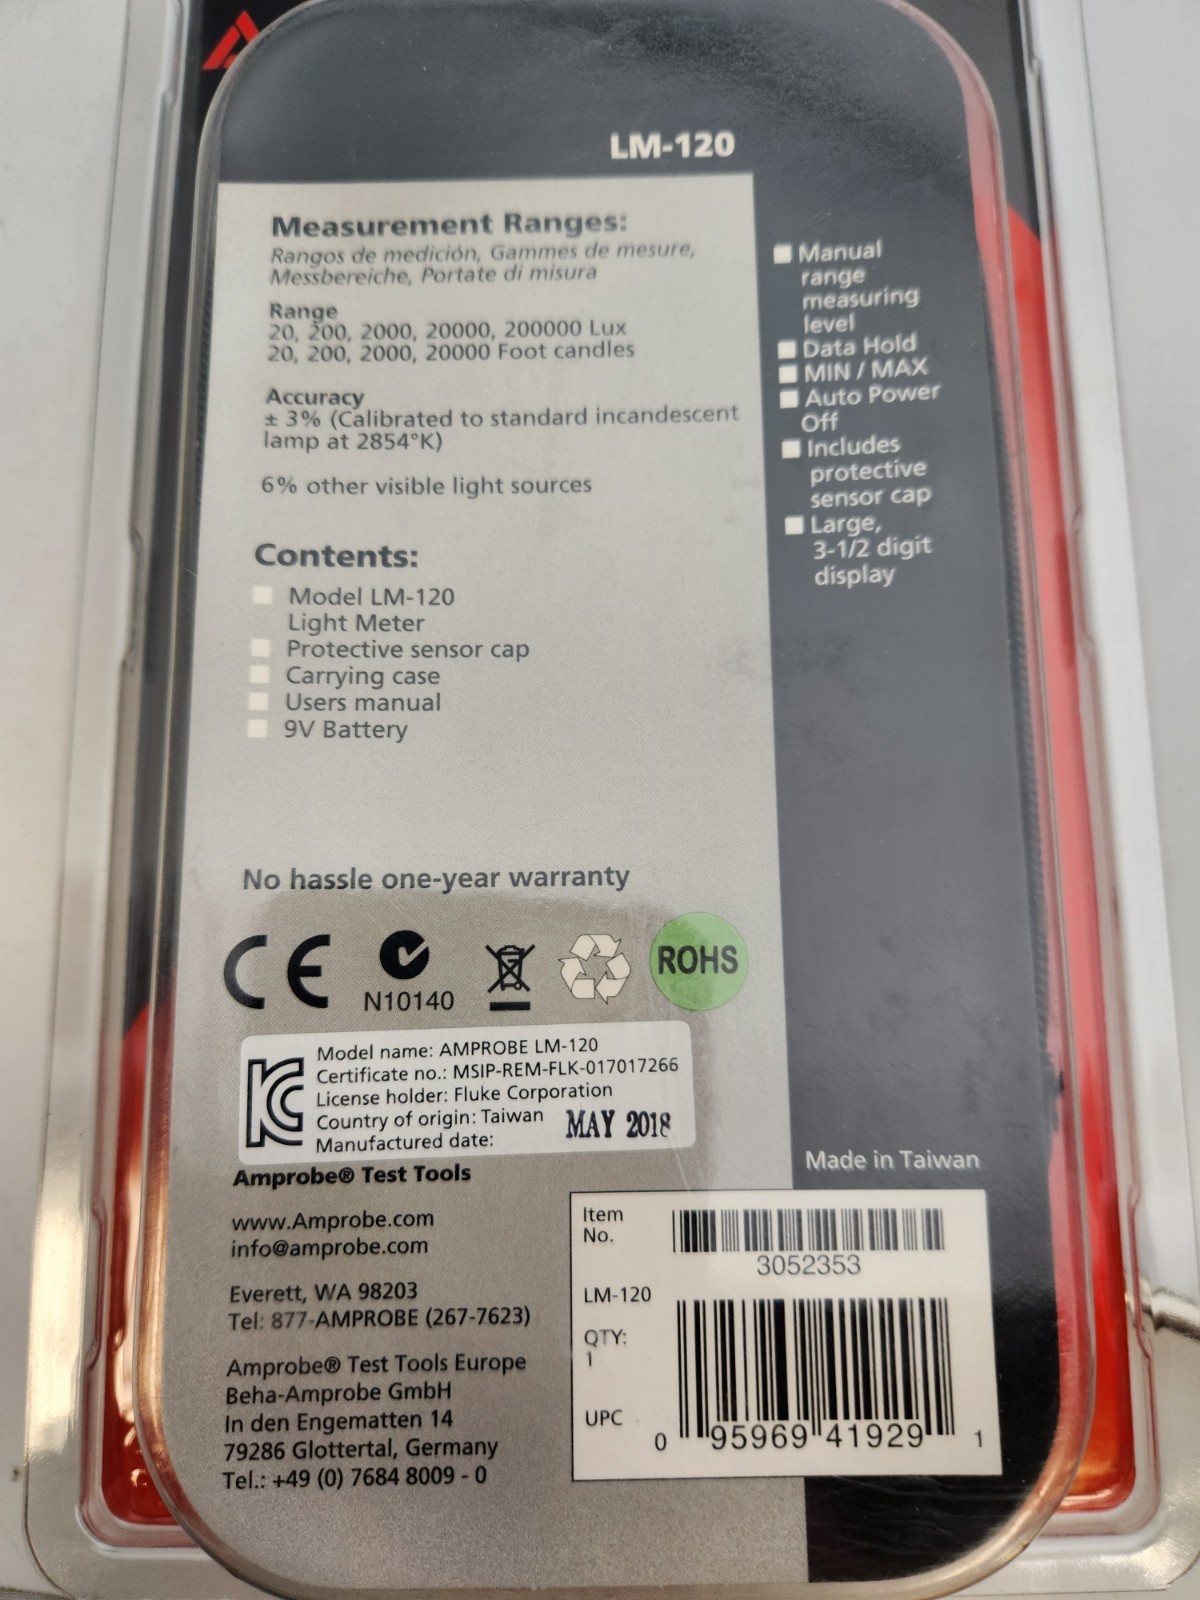 LM-120
Measurement Ranges:
Rangos de medición, Gammes de mesure,
Messbereiche, Portate di misura
Range
20, 200, 2000, 20000, 200000 Lux
20, 200, 2000, 20000 Foot candles
Accuracy
± 3% (Calibrated to standard incandescent
lamp at 2854°K)
6% other visible light sources
Contents:
Model LM-120
Light Meter
Protective sensor cap
Carrying case
Users manual
9V Battery
Manual
range
measuring
level
Data Hold
MIN / MAX
Auto Power
Off
Includes
protective
sensor cap
Large,
3-1/2 digit
display
No hassle one-year warranty
CE
N10140
ROHS
Model name: AMPROBE LM-120
Certificate no.: MSIP-REM-FLK-017017266
License holder: Fluke Corporation
Country of origin: Taiwan
Manufactured date:
MAY 2018
Amprobe® Test Tools
www.Amprobe.com
info@amprobe.com
Everett, WA 98203
Tel: 877-AMPROBE (267-7623)
Amprobe® Test Tools Europe
Beha-Amprobe GmbH
In den Engematten 14
79286 Glottertal, Germany
Tel.: +49 (0) 7684 8009 - 0
Made in Taiwan
Item
No.
3052353
LM-120
QTY:
1
UPC
0 95969 41929 1